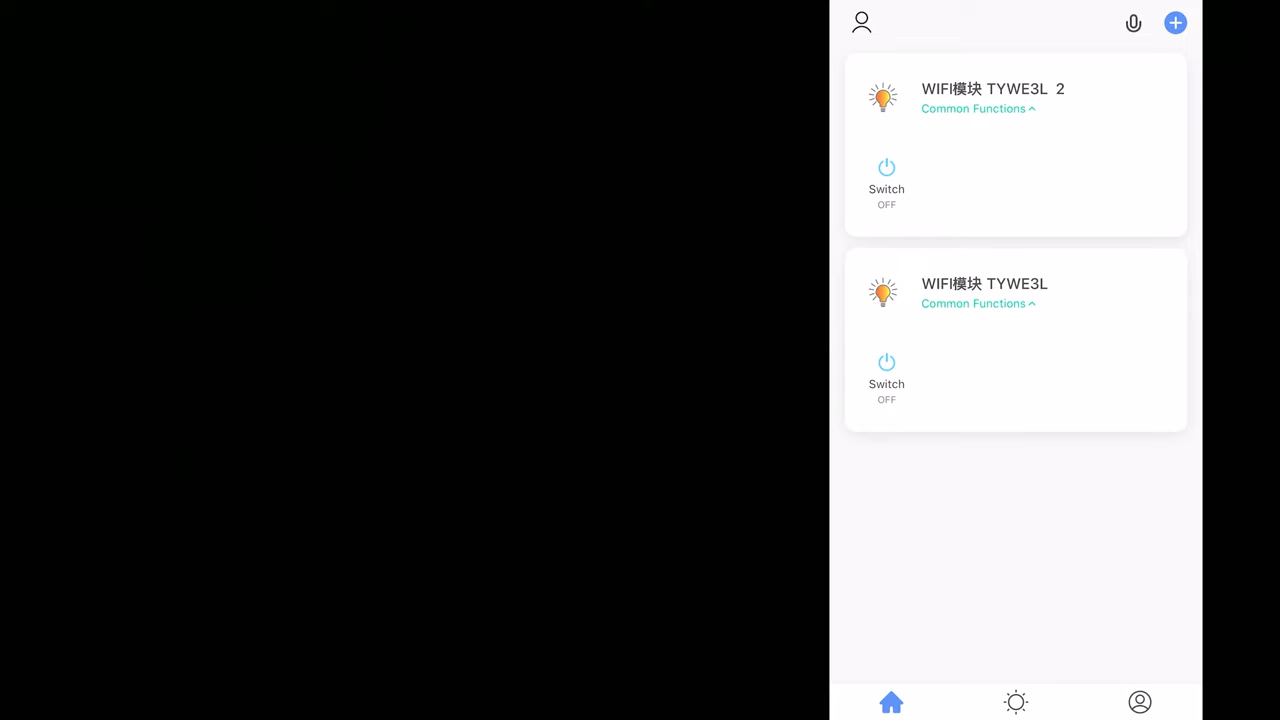 WIFI模块 TYWE3L 2
Common Functions
Switch
OFF
WIFI模块 TYWE3L
Common Functions
Switch
OFF